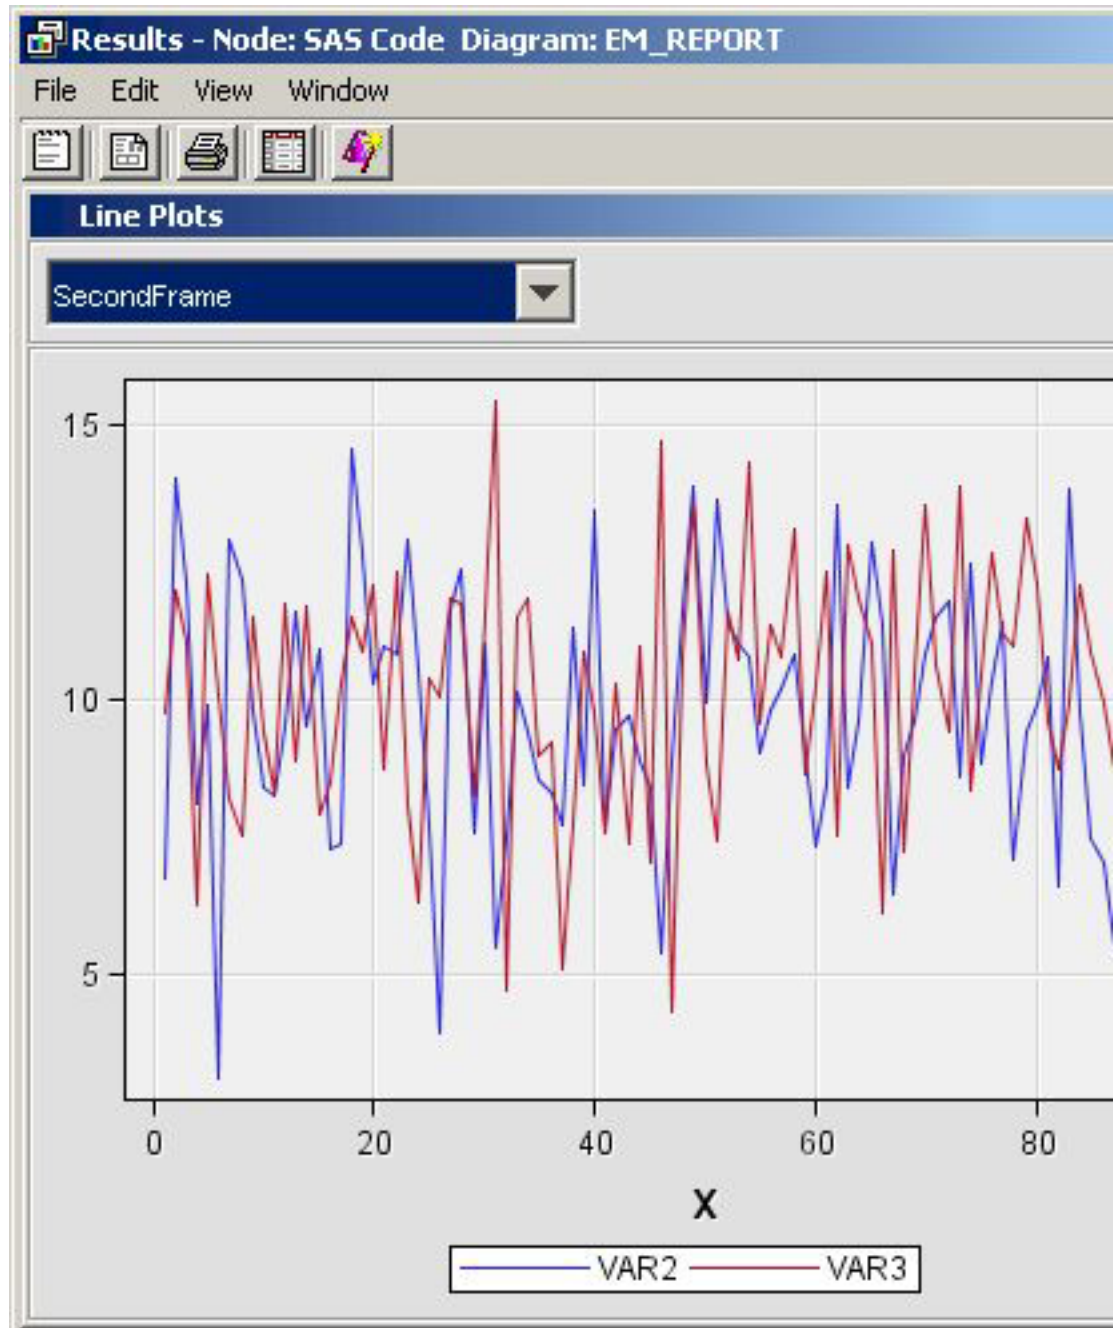 Results - Node: SAS Code Diagram: EM_REPORT
File Edit View Window
Line Plots
SecondFrame
15
10
5
0 20 40 60 80
X
VAR2 VAR3